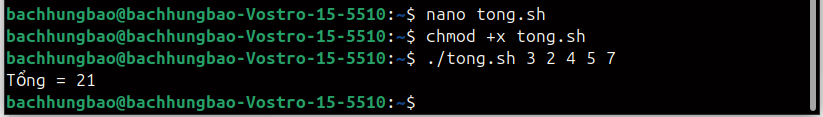 bachhungbao@bachhungbao-Vostro-15-5510:~$ nano tong.sh
bachhungbao@bachhungbao-Vostro-15-5510:~$ chmod +x tong.sh
bachhungbao@bachhungbao-Vostro-15-5510:~$ ./tong.sh 3 2 4 5 7
Tổng = 21
bachhungbao@bachhungbao-Vostro-15-5510:~$